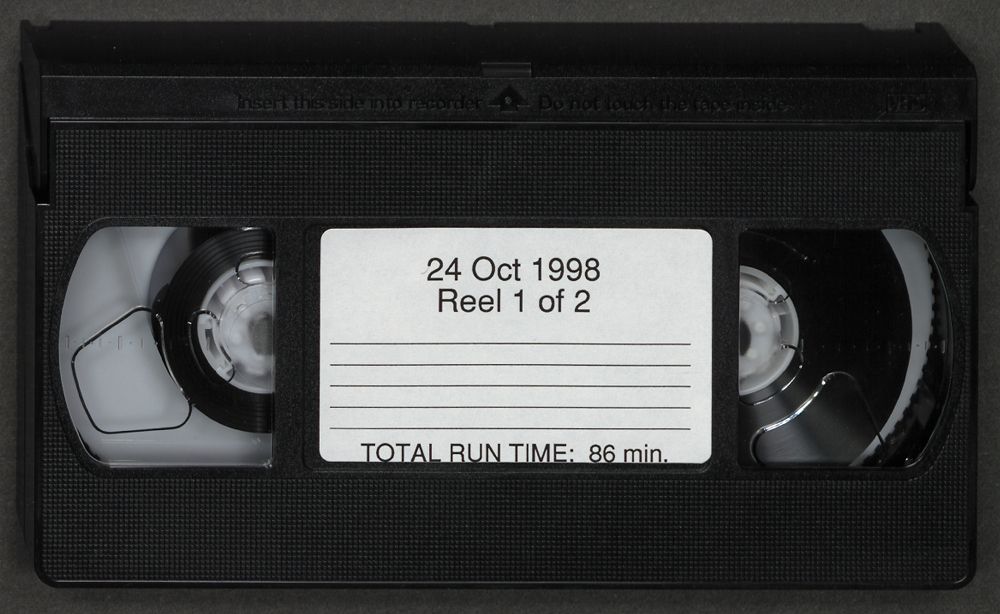 Insert this side into recorder Do not touch the tape inside VHS
24 Oct 1998
Reel 1 of 2
TOTAL RUN TIME: 86 min.